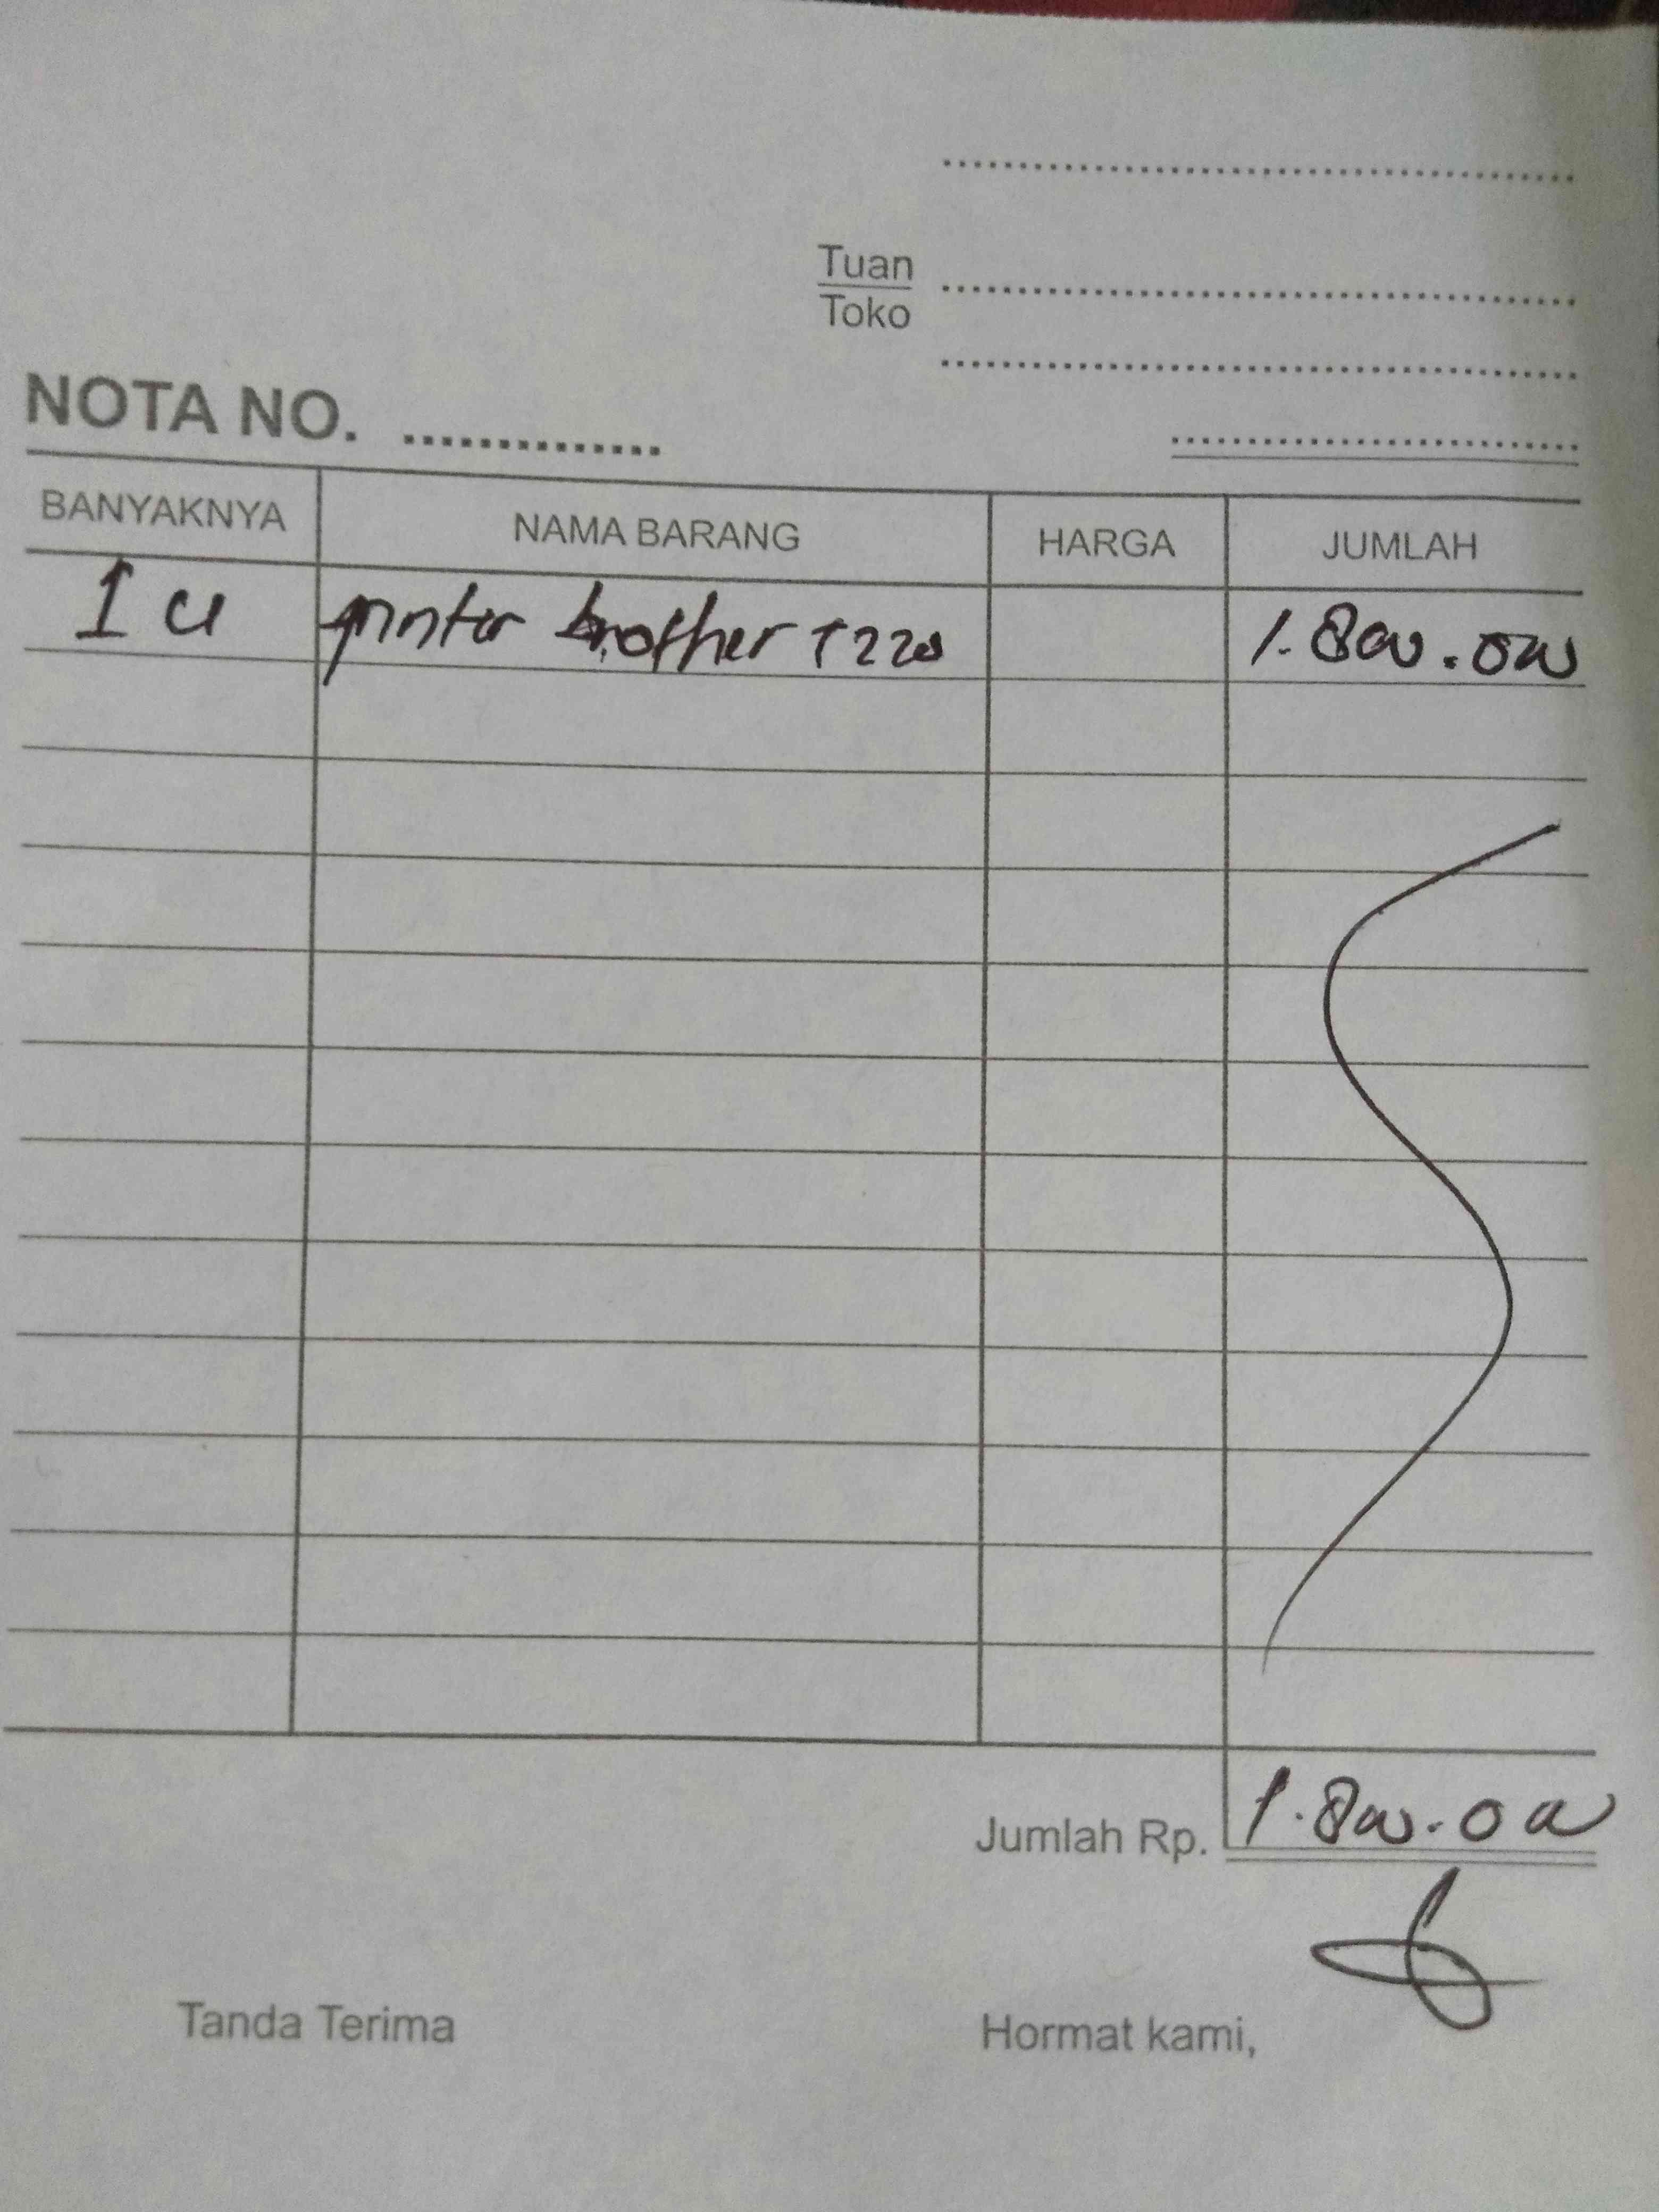 Tuan
Toko
NOTA NO. ..............
BANYAKNYA NAMA BARANG HARGA JUMLAH
1 u printer brother T220 1.800.000
Jumlah Rp. 1.800.000
Tanda Terima Hormat kami,